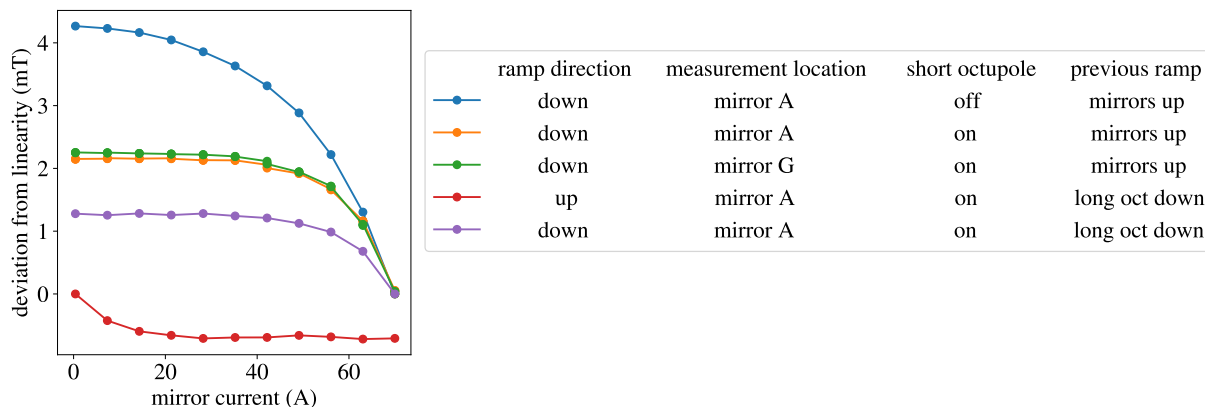 deviation from linearity (mT)
4
3
2
1
0
0 20 40 60
mirror current (A)
ramp direction measurement location short octupole previous ramp
down mirror A off mirrors up
down mirror A on mirrors up
down mirror G on mirrors up
up mirror A on long oct down
down mirror A on long oct down